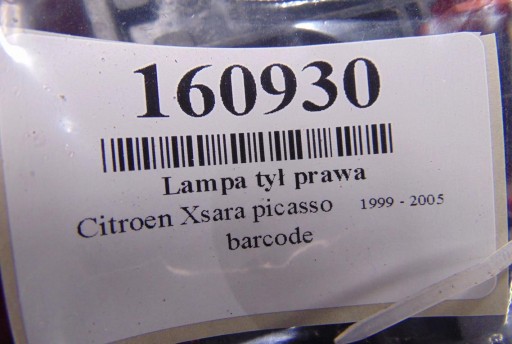 160930
Lampa tył prawa
Citroen Xsara picasso 1999 - 2005
barcode